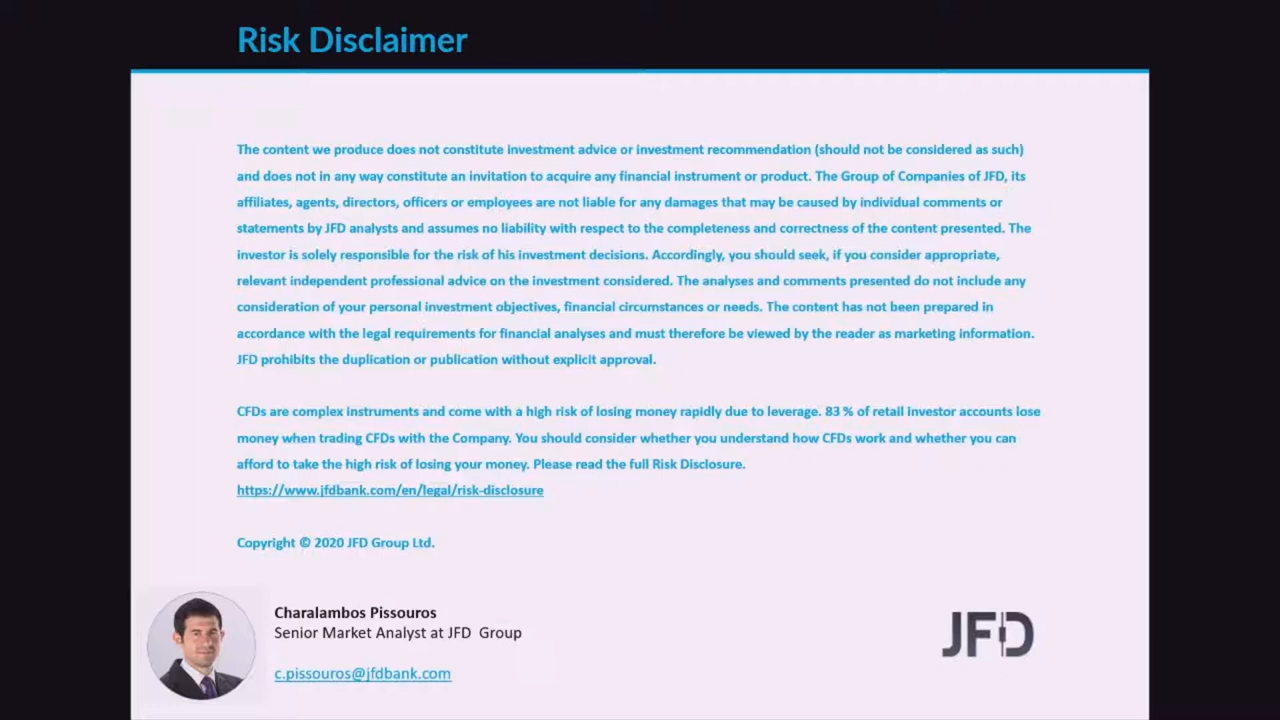 Risk Disclaimer
The content we produce does not constitute investment advice or investment recommendation (should not be considered as such)
and does not in any way constitute an invitation to acquire any financial instrument or product. The Group of Companies of JFD, its
affiliates, agents, directors, officers or employees are not liable for any damages that may be caused by individual comments or
statements by JFD analysts and assumes no liability with respect to the completeness and correctness of the content presented. The
investor is solely responsible for the risk of his investment decisions. Accordingly, you should seek, if you consider appropriate,
relevant independent professional advice on the investment considered. The analyses and comments presented do not include any
consideration of your personal investment objectives, financial circumstances or needs. The content has not been prepared in
accordance with the legal requirements for financial analyses and must therefore be viewed by the reader as marketing information.
JFD prohibits the duplication or publication without explicit approval.
CFDs are complex instruments and come with a high risk of losing money rapidly due to leverage. 83 % of retail investor accounts lose
money when trading CFDs with the Company. You should consider whether you understand how CFDs work and whether you can
afford to take the high risk of losing your money. Please read the full Risk Disclosure.
https://www.jfdbank.com/en/legal/risk-disclosure
Copyright © 2020 JFD Group Ltd.
Charalambos Pissouros
Senior Market Analyst at JFD Group
c.pissouros@jfdbank.com
JFD